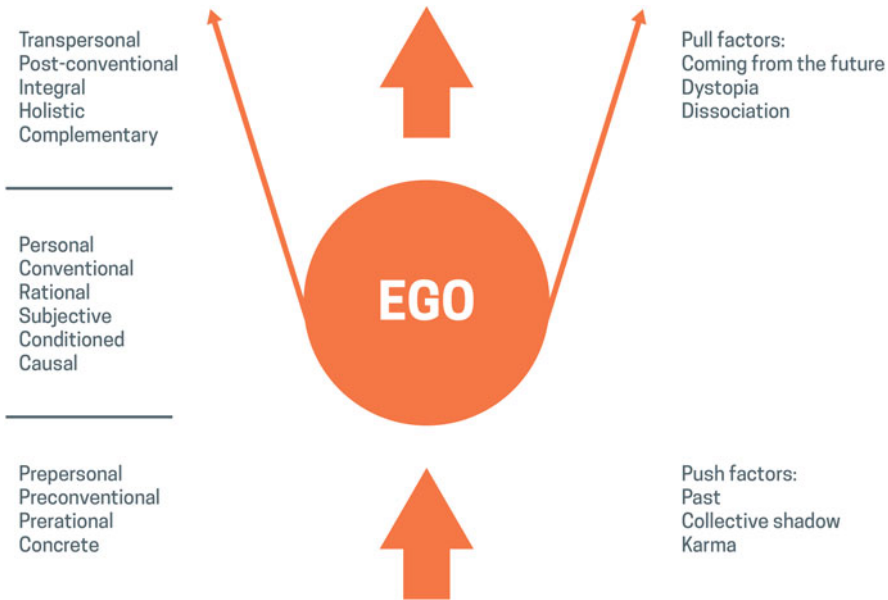 Transpersonal
Post-conventional
Integral
Holistic
Complementary
Pull factors:
Coming from the future
Dystopia
Dissociation
Personal
Conventional
Rational
Subjective
Conditioned
Causal
EGO
Prepersonal
Preconventional
Prerational
Concrete
Push factors:
Past
Collective shadow
Karma